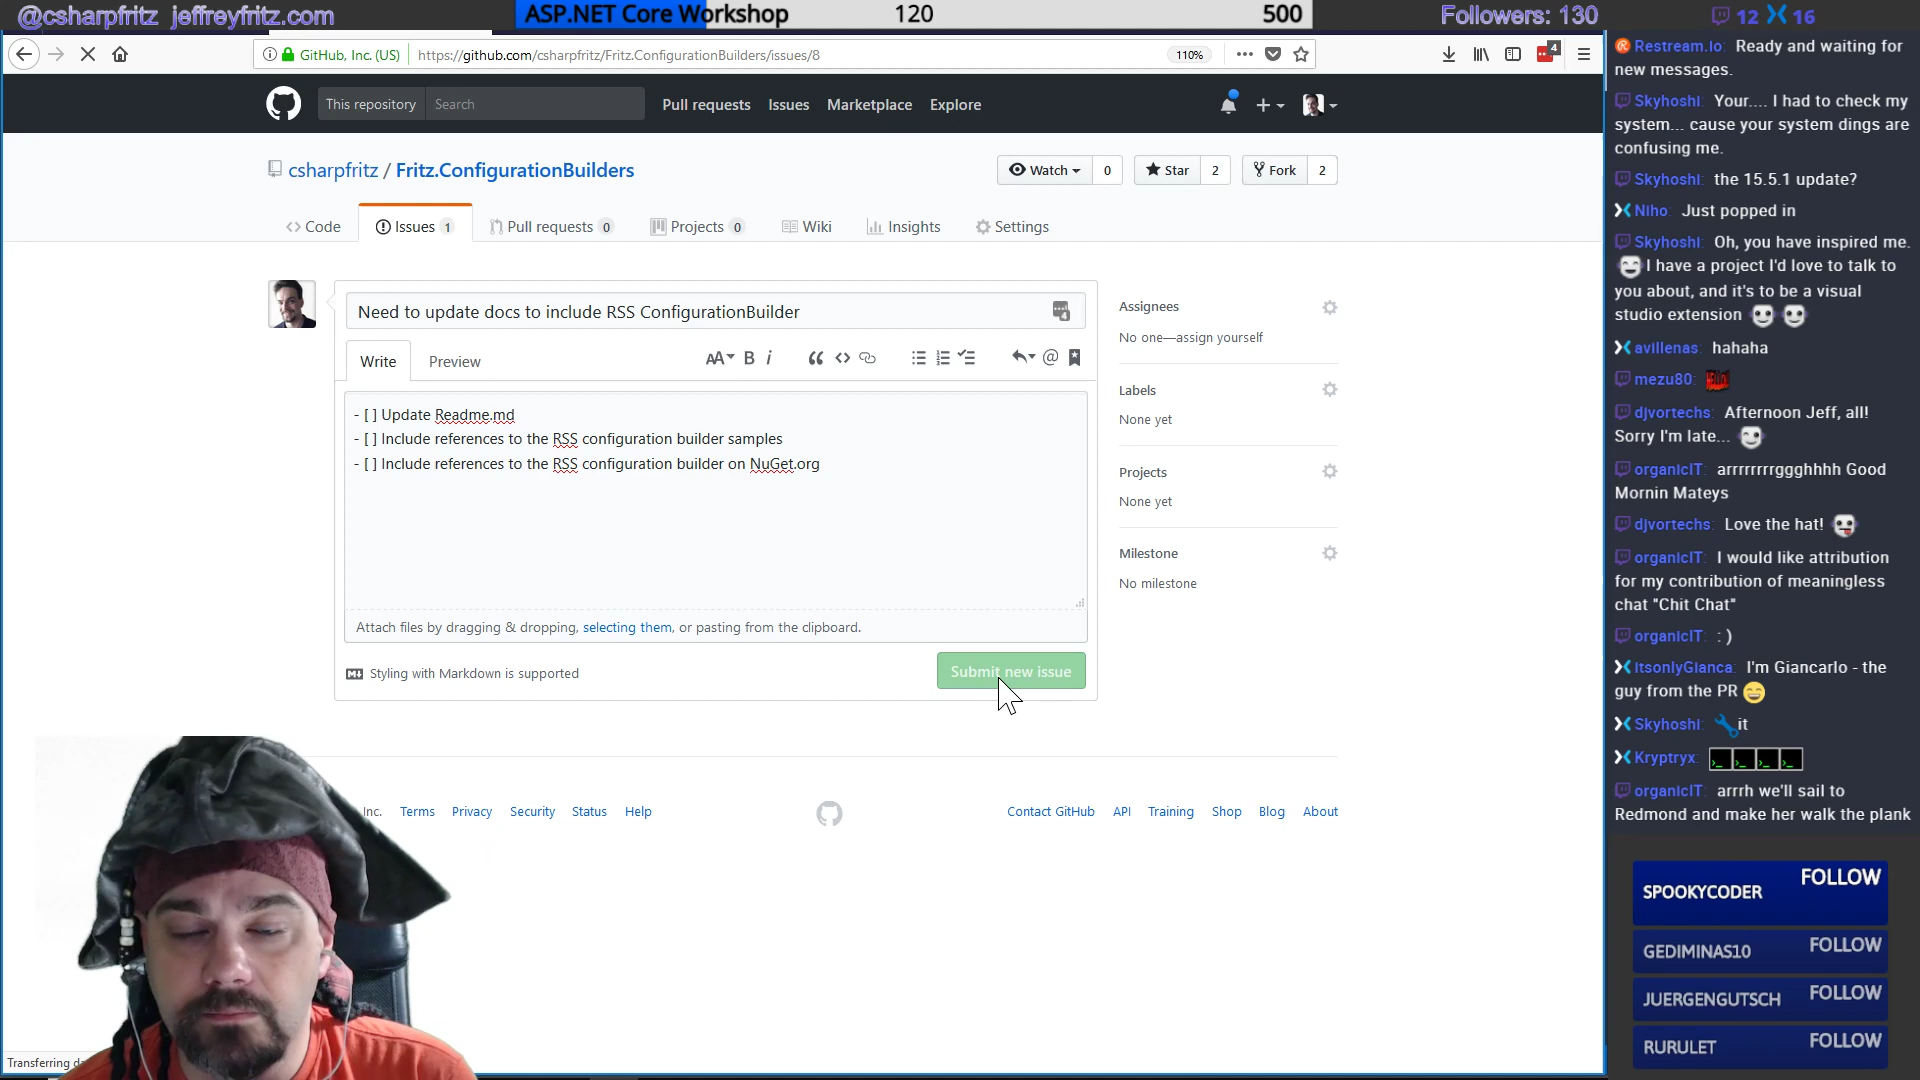 @csharpfritz jeffreyfritz.com
ASP.NET Core Workshop 120 500
Followers: 130
12 16
GitHub, Inc. (US) https://github.com/csharpfritz/Fritz.ConfigurationBuilders/issues/8 110%
4
This repository Search Pull requests Issues Marketplace Explore
csharpfritz / Fritz.ConfigurationBuilders
Watch 0 Star 2 Fork 2
Code Issues 1 Pull requests 0 Projects 0 Wiki Insights Settings
Need to update docs to include RSS ConfigurationBuilder
Write Preview
- [ ] Update Readme.md
- [ ] Include references to the RSS configuration builder samples
- [ ] Include references to the RSS configuration builder on NuGet.org
Attach files by dragging & dropping, selecting them, or pasting from the clipboard.
Styling with Markdown is supported
Submit new issue
Assignees
No one—assign yourself
Labels
None yet
Projects
None yet
Milestone
No milestone
Inc. Terms Privacy Security Status Help
Contact GitHub API Training Shop Blog About
Transferring da
Restream.Io: Ready and waiting for
new messages.
SkyhoshI: Your.... I had to check my
system... cause your system dings are
confusing me.
SkyhoshI: the 15.5.1 update?
Niho: Just popped in
SkyhoshI: Oh, you have inspired me.
I have a project I'd love to talk to
you about, and it's to be a visual
studio extension
avillenas: hahaha
mezu80: HELLO!
djvortechs: Afternoon Jeff, all!
Sorry I'm late...
organicIT: arrrrrrrggghhhh Good
Mornin Mateys
djvortechs: Love the hat!
organicIT: I would like attribution
for my contribution of meaningless
chat "Chit Chat"
organicIT: : )
ItsonlyGianca: I'm Giancarlo - the
guy from the PR
SkyhoshI: it
Kryptryx:
organicIT: arrrh we'll sail to
Redmond and make her walk the plank
SPOOKYCODER FOLLOW
GEDIMINAS10 FOLLOW
JUERGENGUTSCH FOLLOW
RURULET FOLLOW